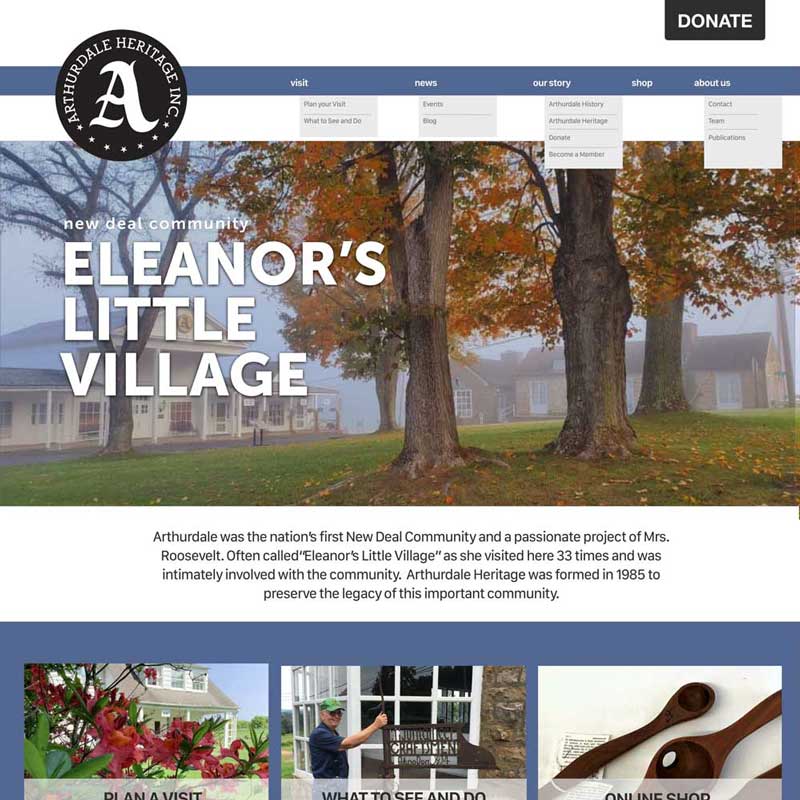 DONATE
ARTHURDALE HERITAGE INC.
A
visit
news
our story
shop
about us
Plan your Visit
What to See and Do
Events
Blog
Arthurdale History
Arthurdale Heritage
Donate
Become a Member
Contact
Team
Publications
new deal community
ELEANOR'S
LITTLE
VILLAGE
Arthurdale was the nation's first New Deal Community and a passionate project of Mrs.
Roosevelt. Often called"Eleanor's Little Village" as she visited here 33 times and was
intimately involved with the community. Arthurdale Heritage was formed in 1985 to
preserve the legacy of this important community.
CRAFTMEN
PLAN A VISIT
WHAT TO SEE AND DO
ONLINE SHOP